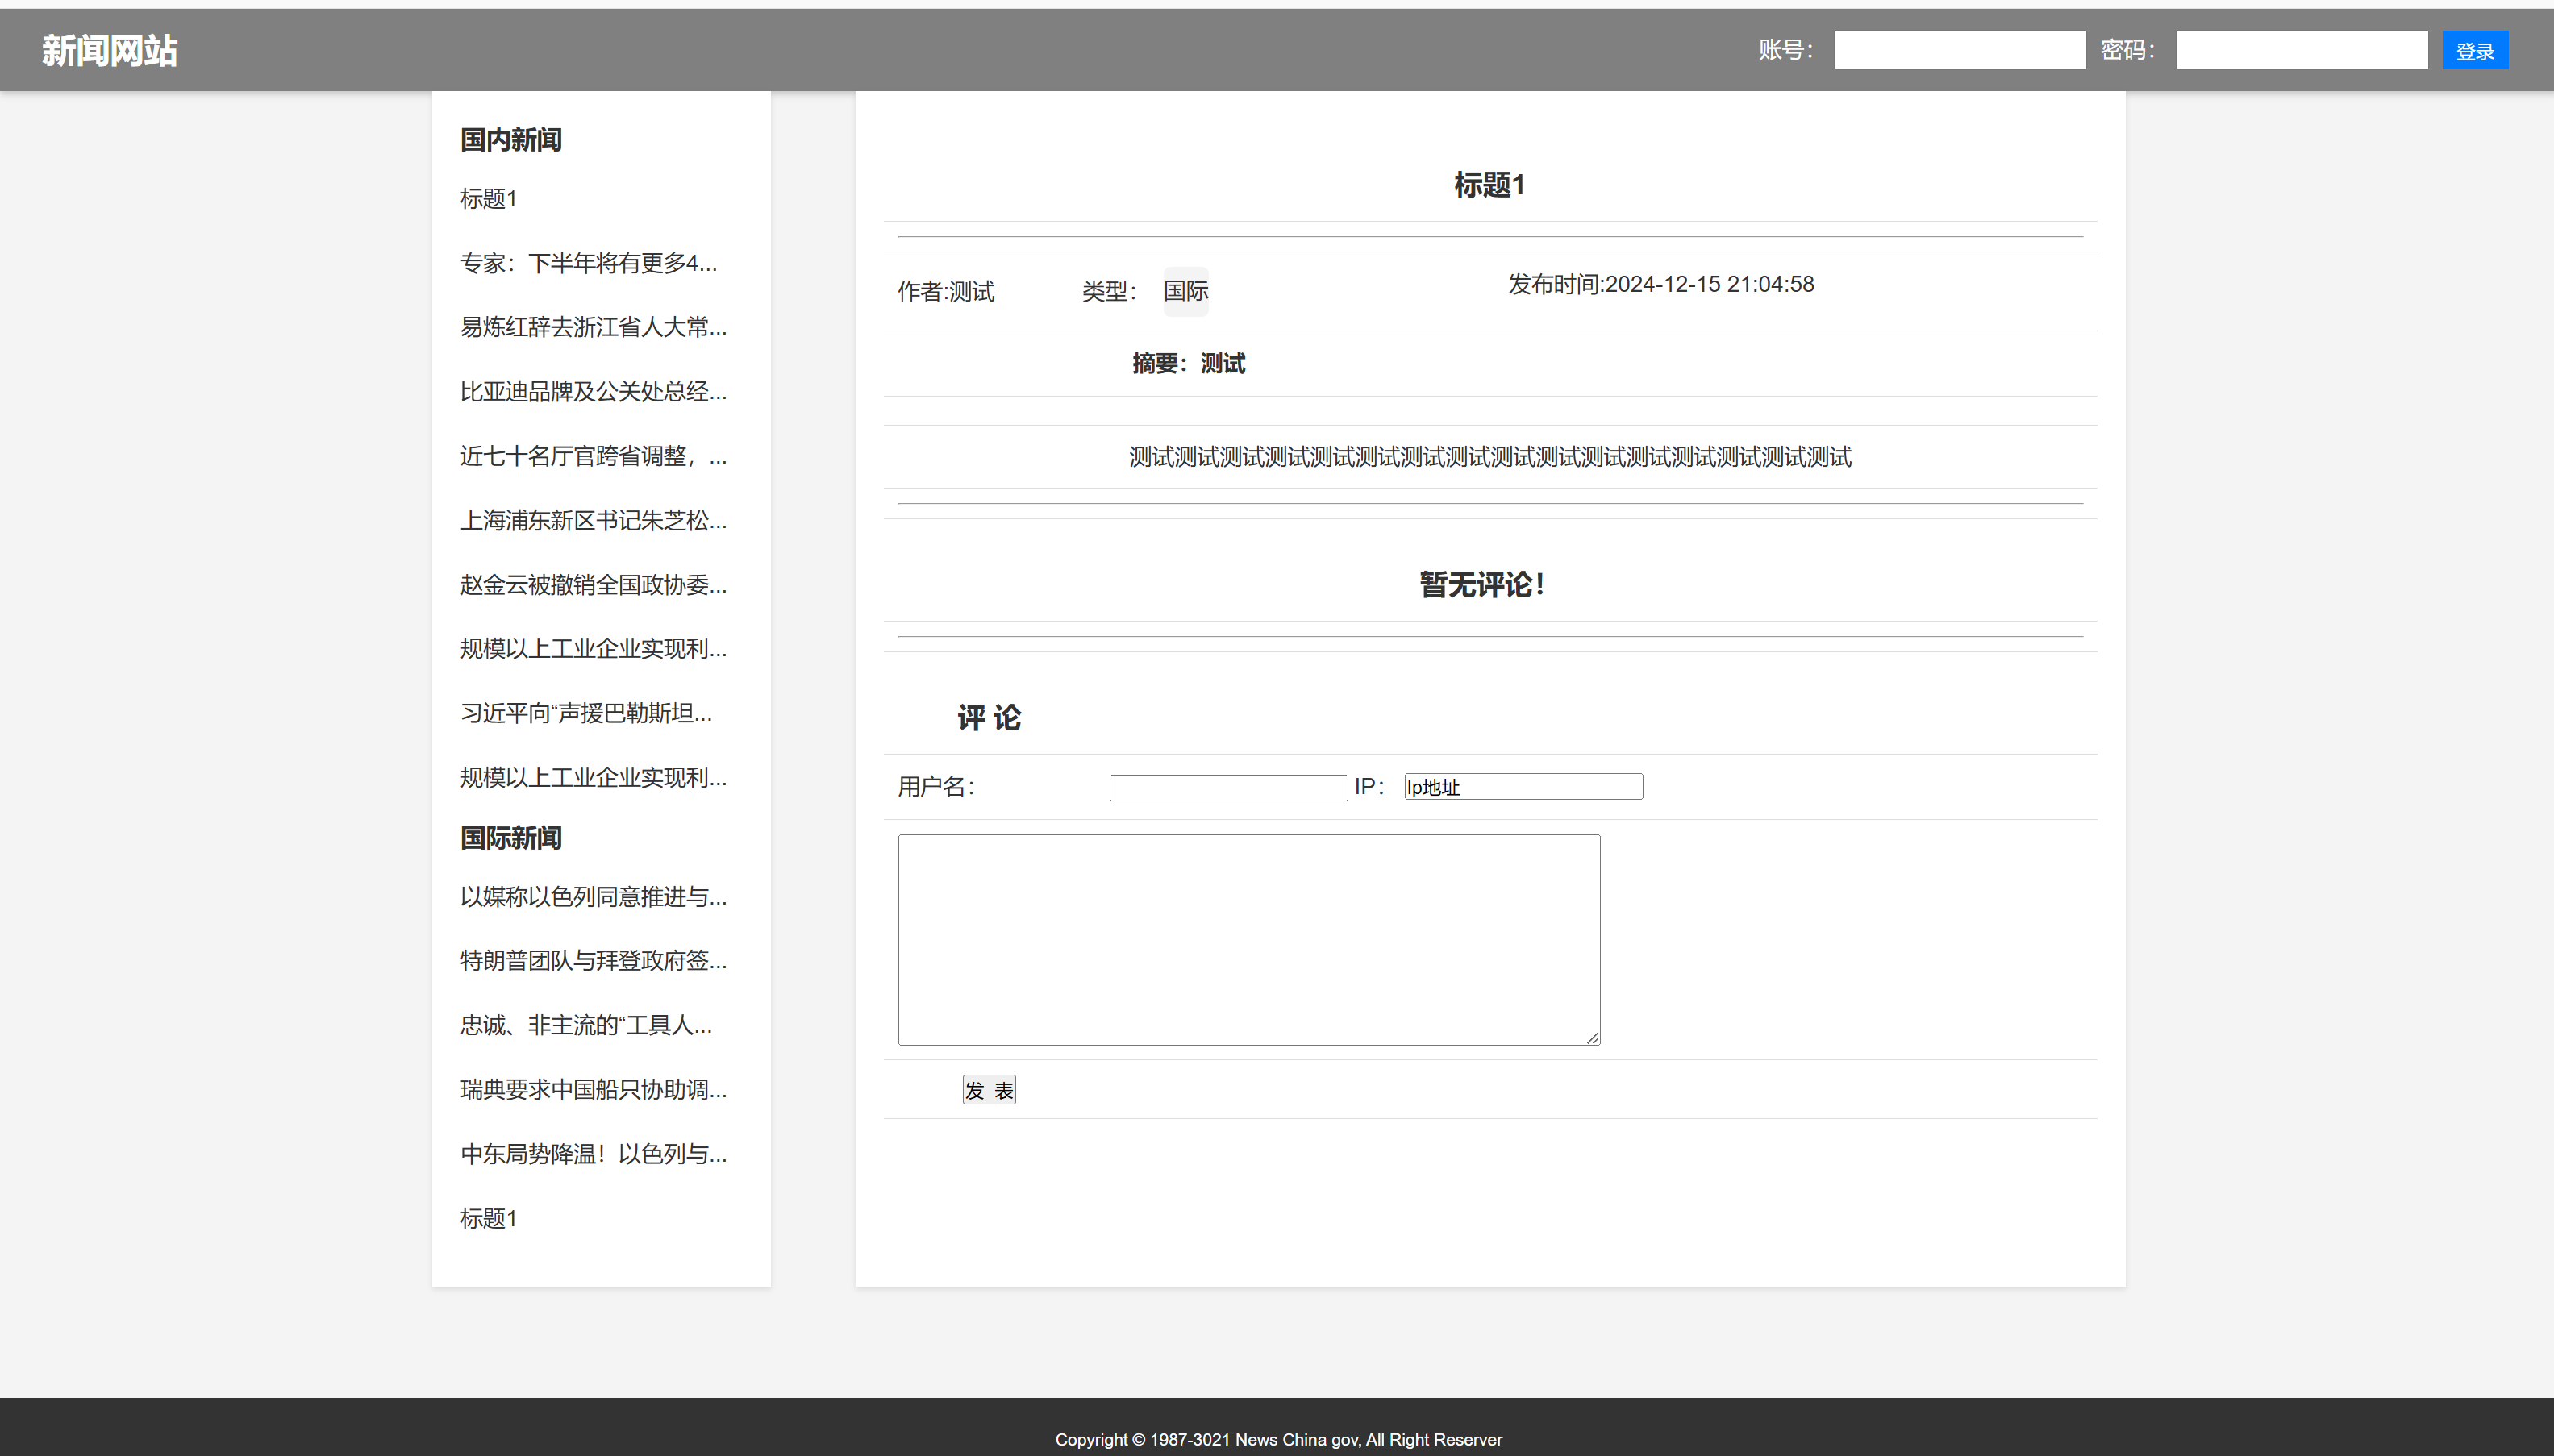 新闻网站
账号： 密码： 登录
国内新闻
标题1
专家：下半年将有更多4...
易炼红辞去浙江省人大常...
比亚迪品牌及公关处总经...
近七十名厅官跨省调整，...
上海浦东新区书记朱芝松...
赵金云被撤销全国政协委...
规模以上工业企业实现利...
习近平向“声援巴勒斯坦...
规模以上工业企业实现利...
国际新闻
以媒称以色列同意推进与...
特朗普团队与拜登政府签...
忠诚、非主流的“工具人...
瑞典要求中国船只协助调...
中东局势降温！以色列与...
标题1
标题1
作者:测试 类型： 国际 发布时间:2024-12-15 21:04:58
摘要：测试
测试测试测试测试测试测试测试测试测试测试测试测试测试测试测试测试
暂无评论！
评 论
用户名： IP： Ip地址
发 表
Copyright © 1987-3021 News China gov, All Right Reserver